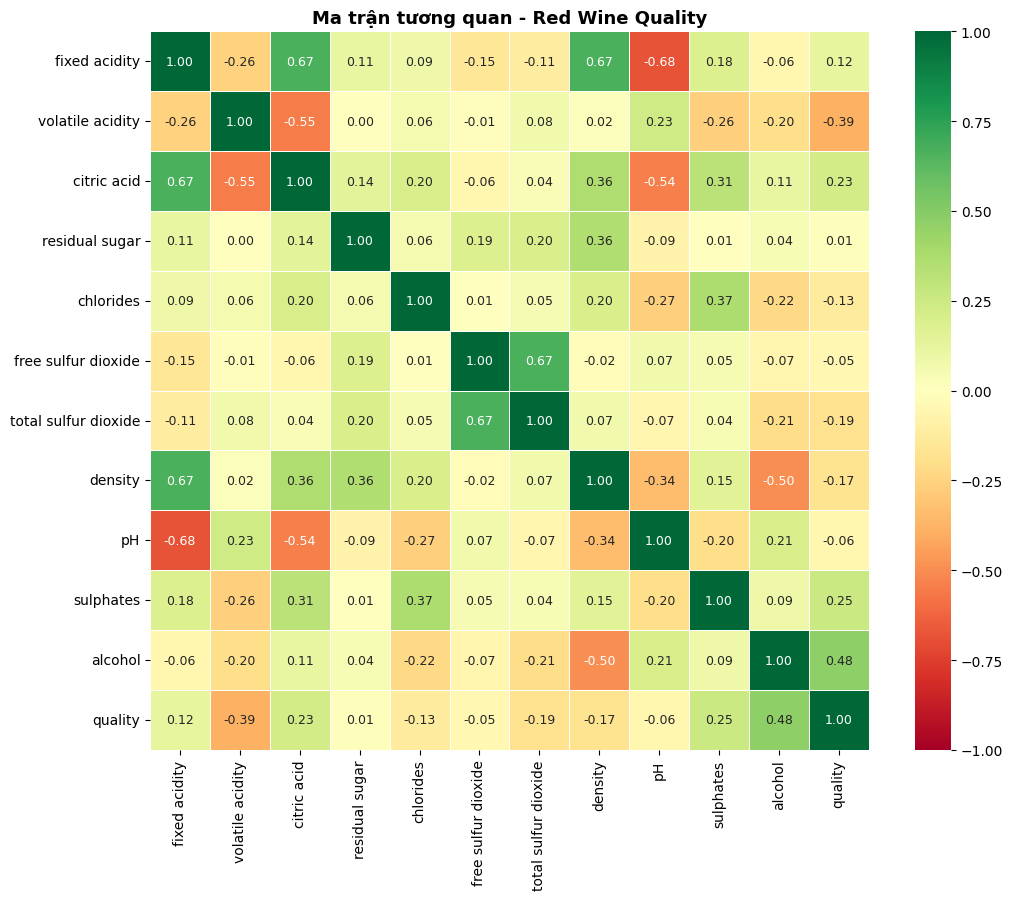 Ma trận tương quan - Red Wine Quality
fixed acidity 1.00 -0.26 0.67 0.11 0.09 -0.15 -0.11 0.67 -0.68 0.18 -0.06 0.12
volatile acidity -0.26 1.00 -0.55 0.00 0.06 -0.01 0.08 0.02 0.23 -0.26 -0.20 -0.39
citric acid 0.67 -0.55 1.00 0.14 0.20 -0.06 0.04 0.36 -0.54 0.31 0.11 0.23
residual sugar 0.11 0.00 0.14 1.00 0.06 0.19 0.20 0.36 -0.09 0.01 0.04 0.01
chlorides 0.09 0.06 0.20 0.06 1.00 0.01 0.05 0.20 -0.27 0.37 -0.22 -0.13
free sulfur dioxide -0.15 -0.01 -0.06 0.19 0.01 1.00 0.67 -0.02 0.07 0.05 -0.07 -0.05
total sulfur dioxide -0.11 0.08 0.04 0.20 0.05 0.67 1.00 0.07 -0.07 0.04 -0.21 -0.19
density 0.67 0.02 0.36 0.36 0.20 -0.02 0.07 1.00 -0.34 0.15 -0.50 -0.17
pH -0.68 0.23 -0.54 -0.09 -0.27 0.07 -0.07 -0.34 1.00 -0.20 0.21 -0.06
sulphates 0.18 -0.26 0.31 0.01 0.37 0.05 0.04 0.15 -0.20 1.00 0.09 0.25
alcohol -0.06 -0.20 0.11 0.04 -0.22 -0.07 -0.21 -0.50 0.21 0.09 1.00 0.48
quality 0.12 -0.39 0.23 0.01 -0.13 -0.05 -0.19 -0.17 -0.06 0.25 0.48 1.00
fixed acidity
volatile acidity
citric acid
residual sugar
chlorides
free sulfur dioxide
total sulfur dioxide
density
pH
sulphates
alcohol
quality
1.00
0.75
0.50
0.25
0.00
−0.25
−0.50
−0.75
−1.00